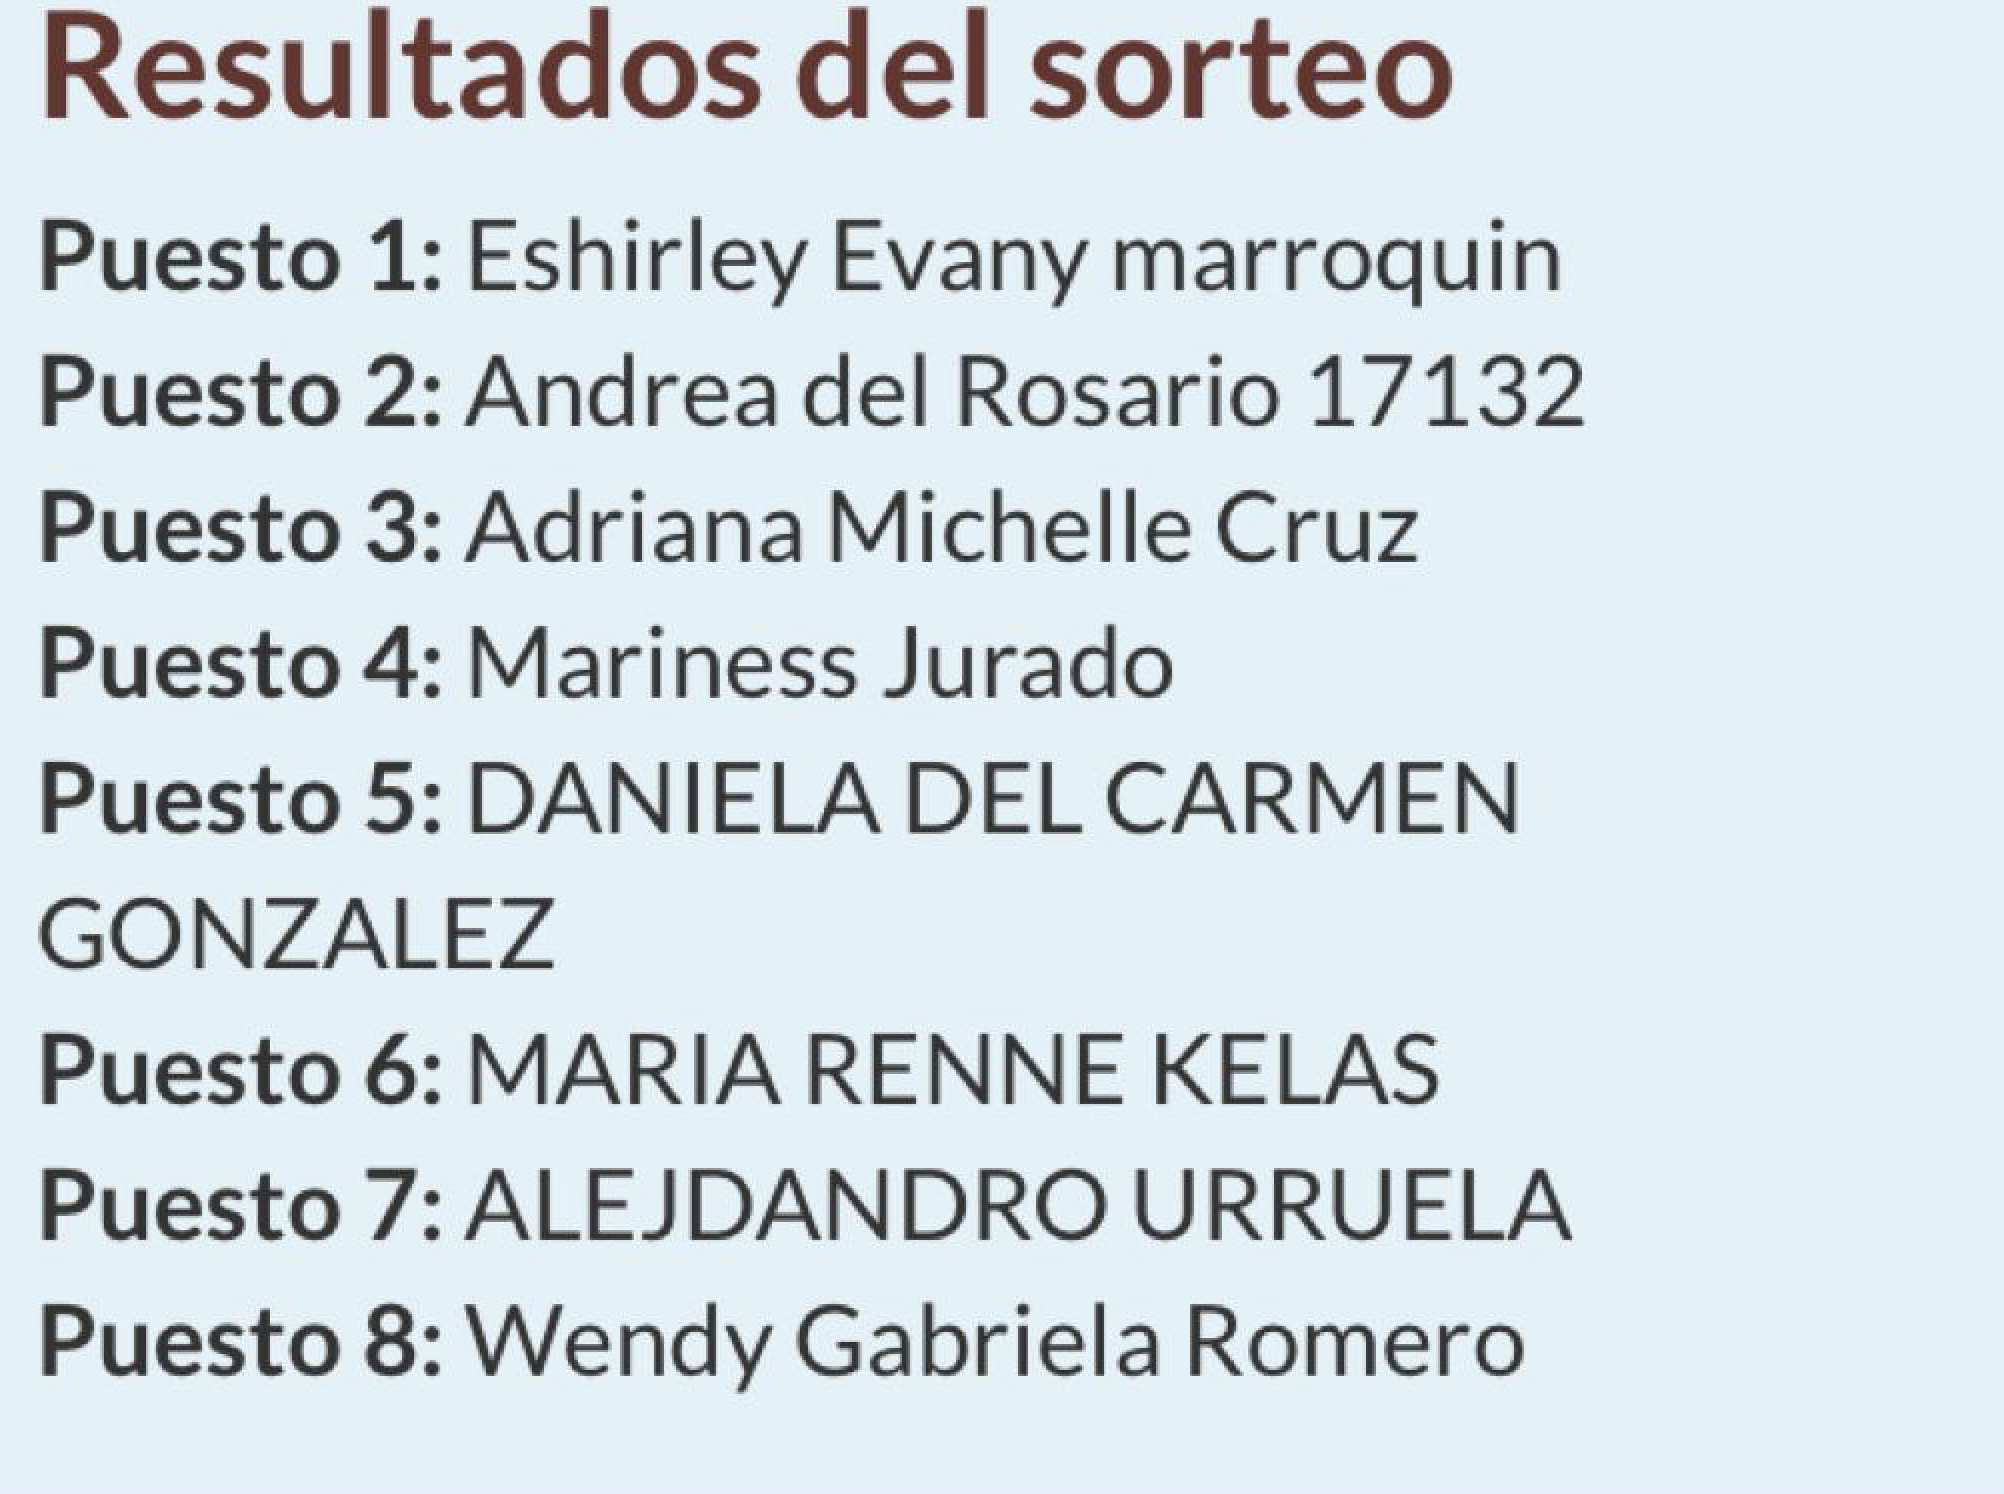 Resultados del sorteo
Puesto 1: Eshirley Evany marroquin
Puesto 2: Andrea del Rosario 17132
Puesto 3: Adriana Michelle Cruz
Puesto 4: Mariness Jurado
Puesto 5: DANIELA DEL CARMEN
GONZALEZ
Puesto 6: MARIA RENNE KELAS
Puesto 7: ALEJDANDRO URRUELA
Puesto 8: Wendy Gabriela Romero